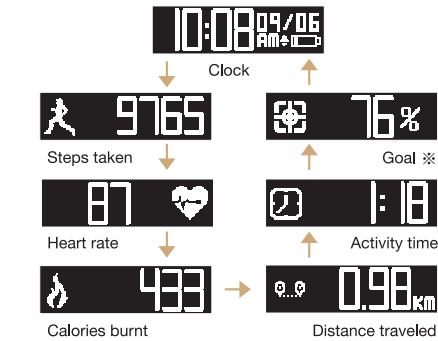 10:08 09/06
AM
Clock
9765
Steps taken
76%
Goal ※
87
Heart rate
1:18
Activity time
433
Calories burnt
0.98KM
Distance traveled